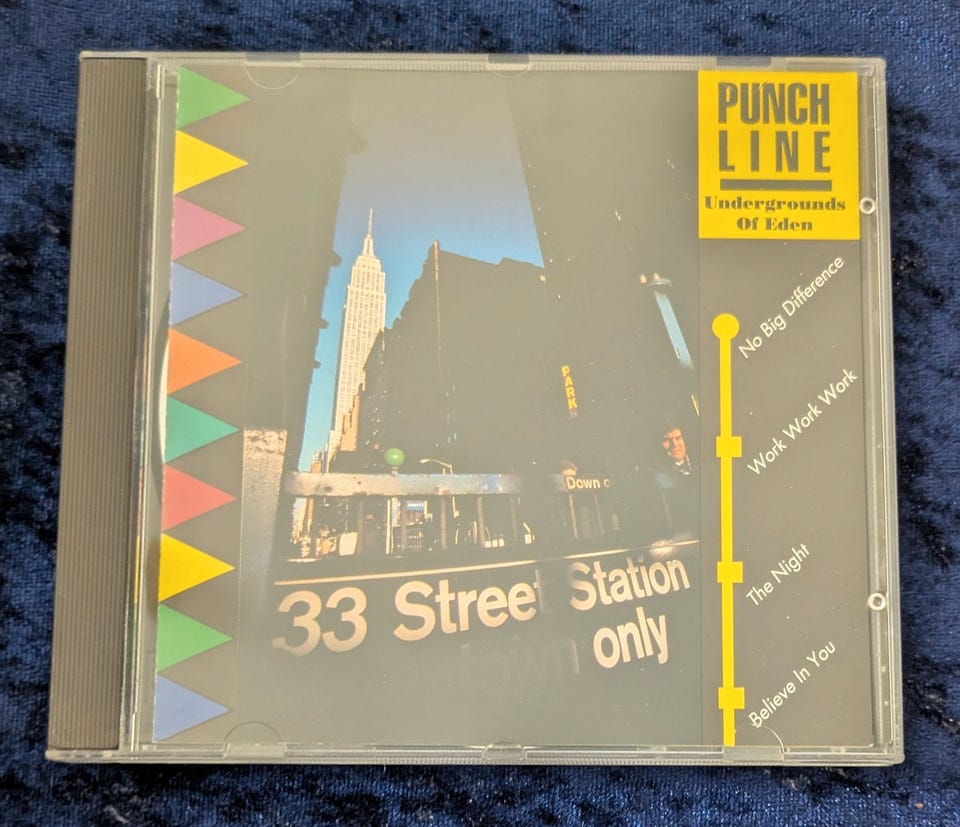 PUNCH
LINE
Undergrounds
Of Eden
No Big Difference
Work Work Work
The Night
Believe In You
PARK
Down
33 Street Station
only